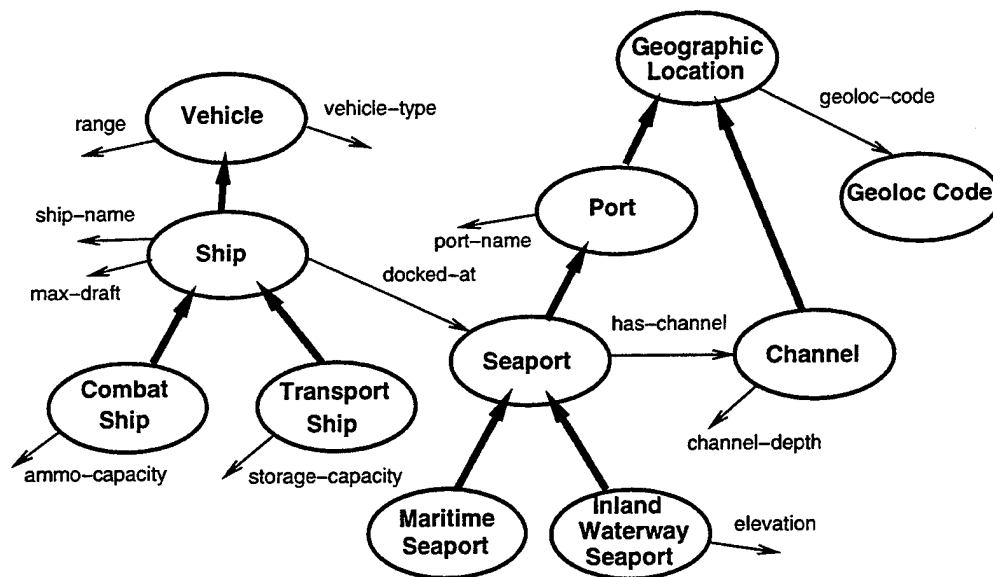 Geographic
Location
geoloc–code
Geoloc Code
Vehicle
range
vehicle–type
Port
port–name
ship–name
Ship
max–draft
docked–at
Seaport
has–channel
Channel
channel–depth
Combat
Ship
ammo–capacity
Transport
Ship
storage–capacity
Maritime
Seaport
Inland
Waterway
Seaport
elevation